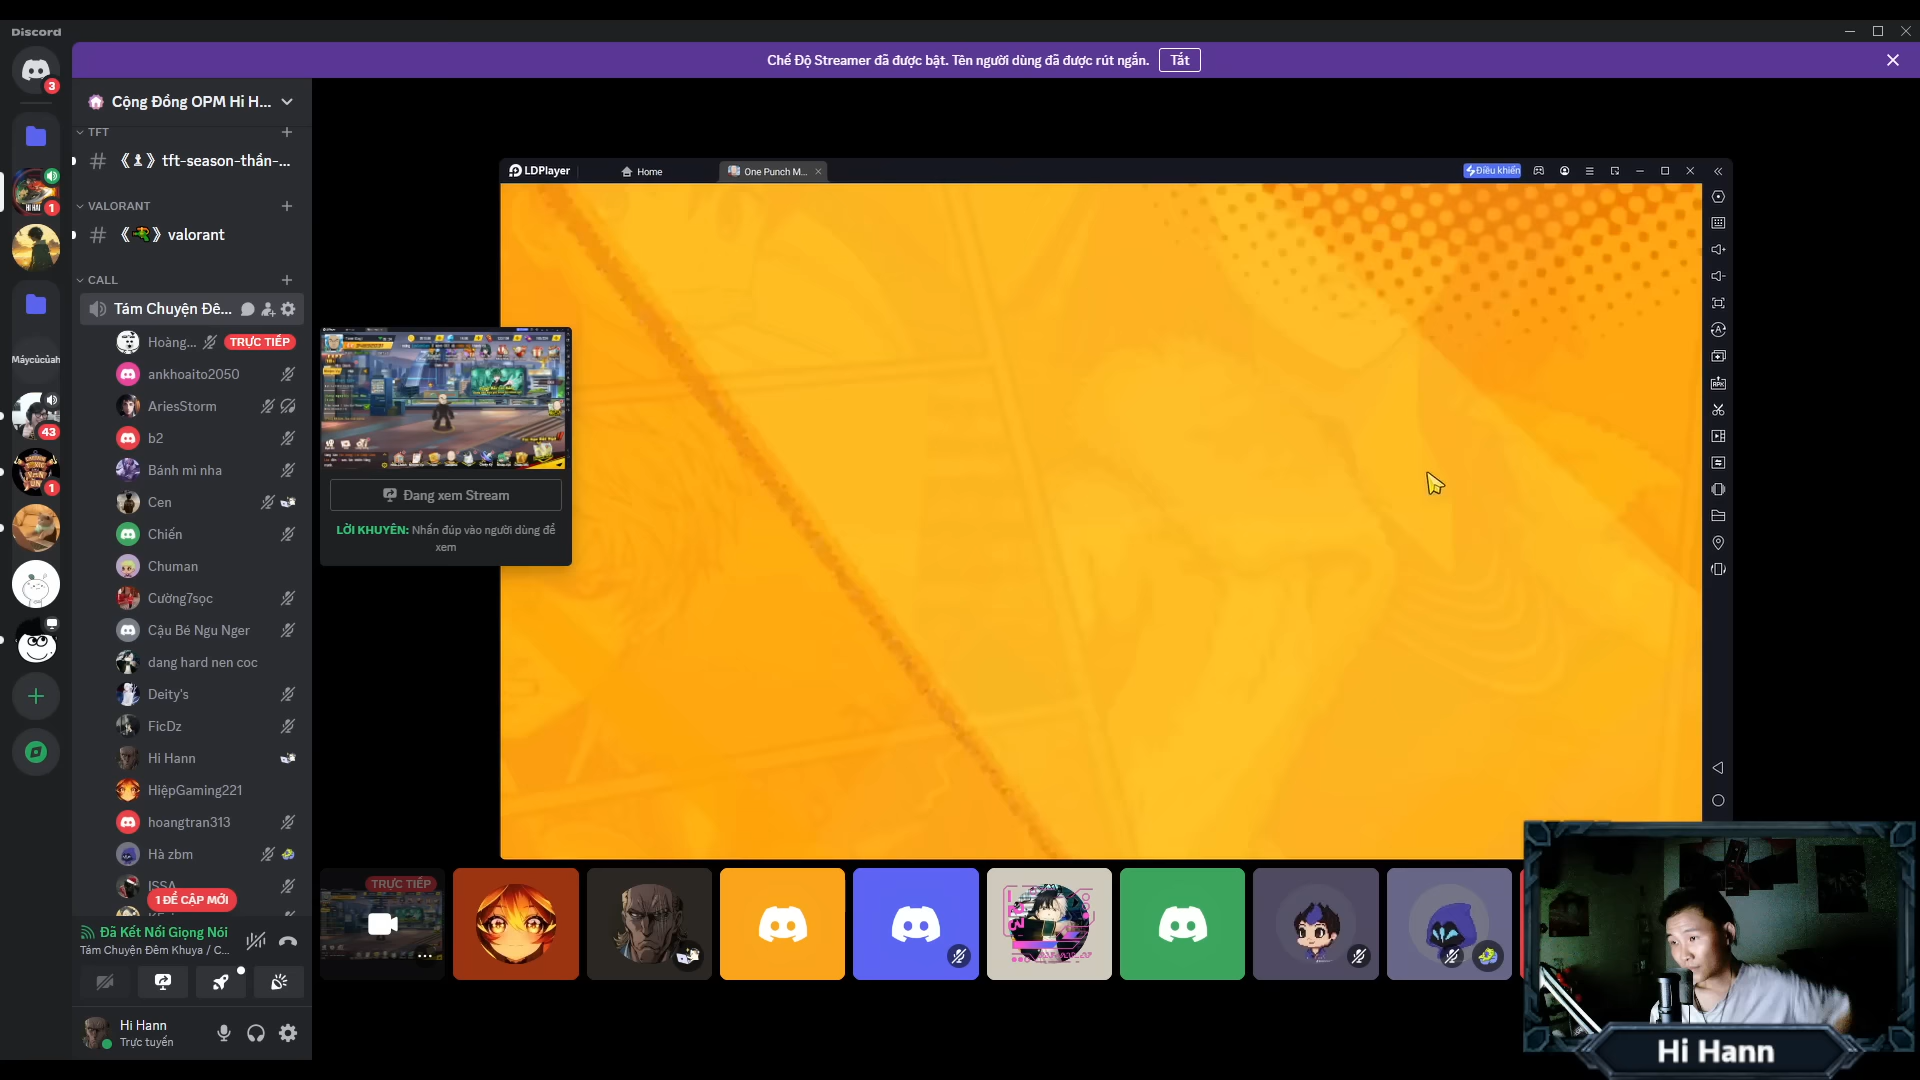 Discord
Chế Độ Streamer đã được bật. Tên người dùng đã được rút ngắn.
Tắt
3
1
Máycủcủah
43
1
Cộng Đồng OPM Hi H...
TFT
《♟》tft-season-thần-...
VALORANT
《》valorant
CALL
Tám Chuyện Đê...
Hoàng...
TRỰC TIẾP
ankhoaito2050
AriesStorm
b2
Bánh mì nha
Cen
Chiến
Chuman
Cường7sọc
Cậu Bé Ngu Nger
dang hard nen coc
Deity's
FicDz
Hi Hann
HiệpGaming221
hoangtran313
Hà zbm
ISSA
1 ĐỀ CẬP MỚI
Đã Kết Nối Giọng Nói
Tám Chuyện Đêm Khuya / C...
Hi Hann
Trực tuyến
LDPlayer
Home
One Punch M...
Điều khiển
Đang xem Stream
LỜI KHUYÊN: Nhấn đúp vào người dùng để
xem
TRỰC TIẾP
Hi Hann